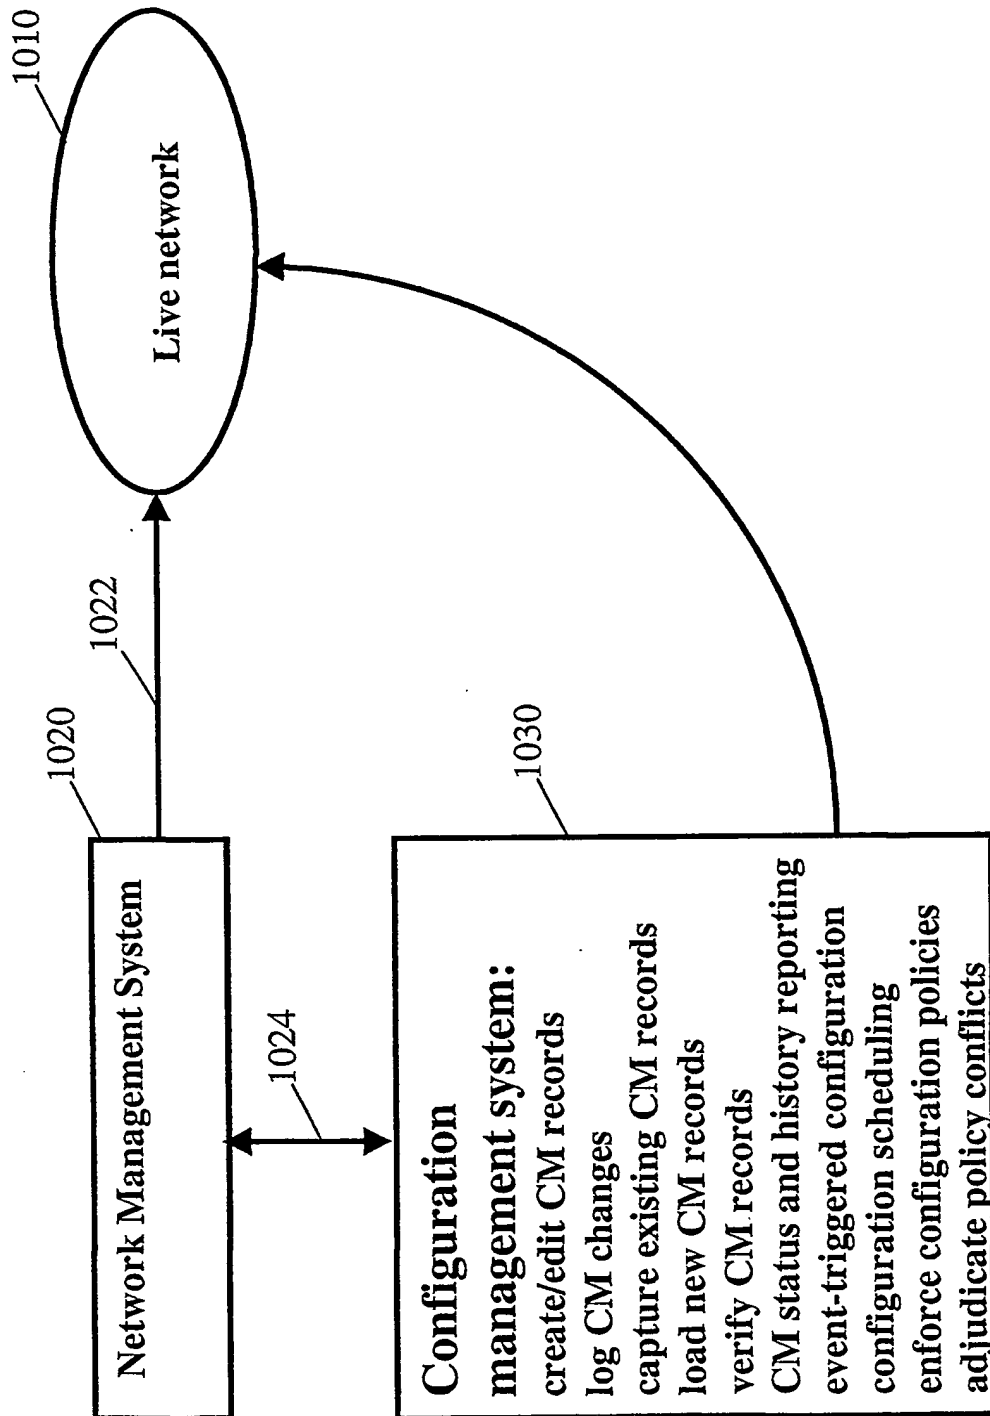 Network Management System
1020
1022
Live network
1010
1024
Configuration
management system:
create/edit CM records
log CM changes
capture existing CM records
load new CM records
verify CM records
CM status and history reporting
event-triggered configuration
configuration scheduling
enforce configuration policies
adjudicate policy conflicts
1030